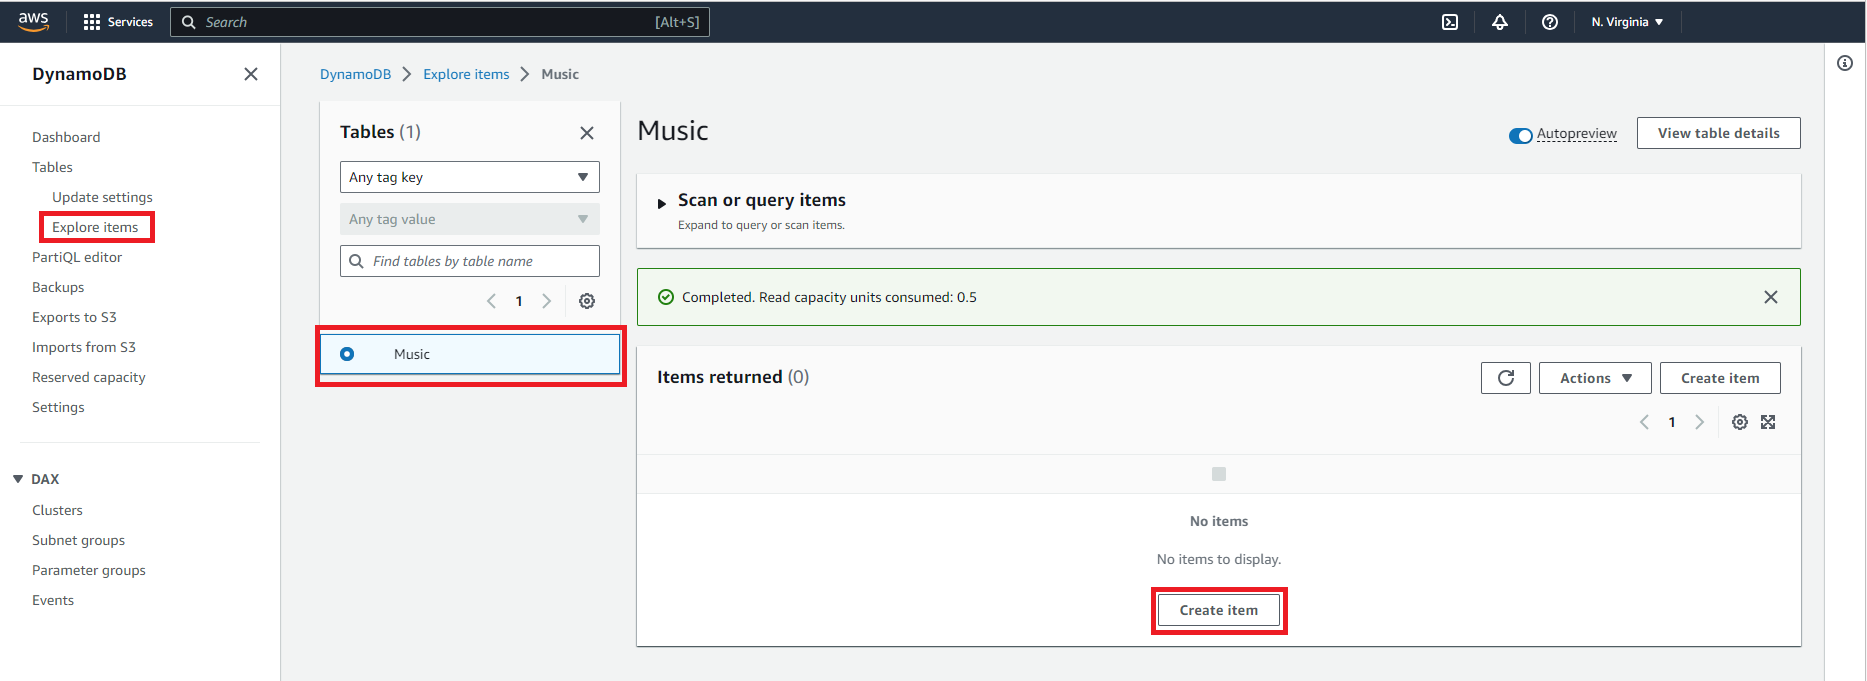 aws
Services
Search
[Alt+S]
N. Virginia
DynamoDB
Dashboard
Tables
Update settings
Explore items
PartiQL editor
Backups
Exports to S3
Imports from S3
Reserved capacity
Settings
DAX
Clusters
Subnet groups
Parameter groups
Events
DynamoDB
Explore items
Music
Tables (1)
Any tag key
Any tag value
Find tables by table name
1
Music
Music
Autopreview
View table details
Scan or query items
Expand to query or scan items.
Completed. Read capacity units consumed: 0.5
Items returned (0)
Actions
Create item
1
No items
No items to display.
Create item